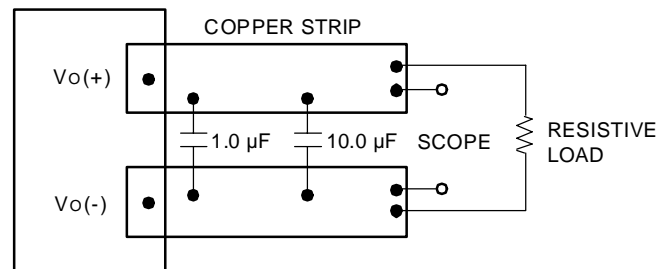 COPPER STRIP
VO(+)
1.0 µF
10.0 µF
SCOPE
RESISTIVE
LOAD
VO(-)